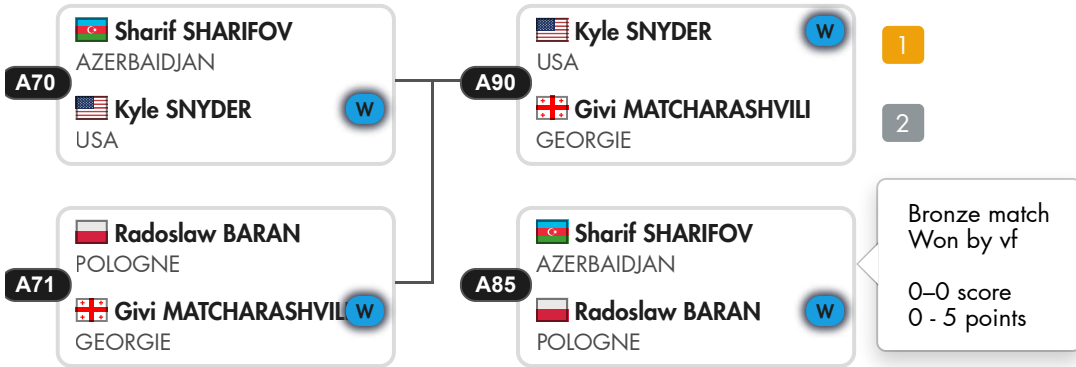 Sharif SHARIFOV
AZERBAIDJAN
A70
Kyle SNYDER
W
USA
Kyle SNYDER
W
USA
A90
Givi MATCHARASHVILI
GEORGIE
1
2
Radoslaw BARAN
POLOGNE
A71
Givi MATCHARASHVIL
W
GEORGIE
Sharif SHARIFOV
AZERBAIDJAN
A85
Radoslaw BARAN
W
POLOGNE
Bronze match
Won by vf
0–0 score
0 - 5 points